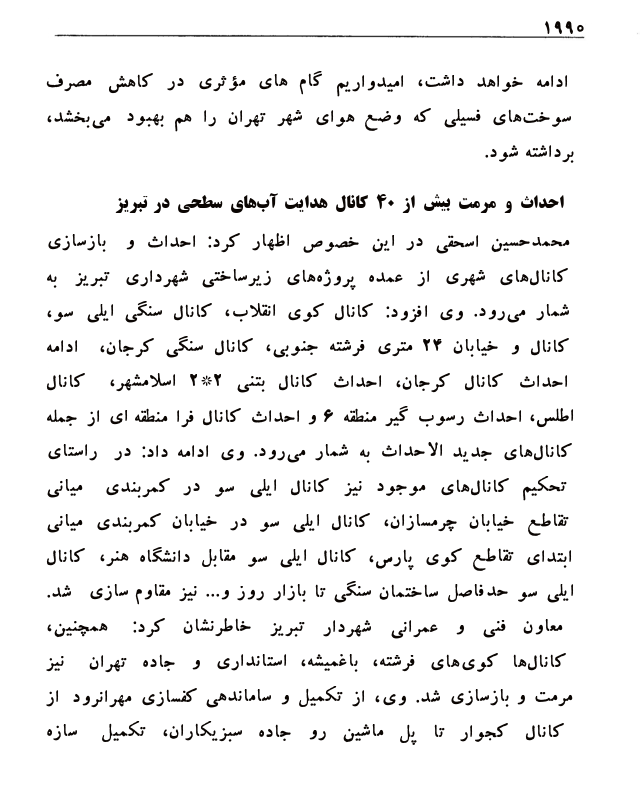 ۱۹۹۰
ادامه خواهد داشت، امیدواریم گام های مؤثری در کاهش مصرف
سوخت‌های فسیلی که وضع هوای شهر تهران را هم بهبود می‌بخشد،
برداشته شود.
احداث و مرمت بیش از ۴۰ کانال هدایت آب‌های سطحی در تبریز
محمدحسین اسحقی در این خصوص اظهار کرد: احداث و بازسازی
کانال‌های شهری از عمده پروژه‌های زیرساختی شهرداری تبریز به
شمار می‌رود. وی افزود: کانال کوی انقلاب، کانال سنگی ایلی سو،
کانال و خیابان ۲۴ متری فرشته جنوبی، کانال سنگی کرجان، ادامه
احداث کانال کرجان، احداث کانال بتنی ۲*۲ اسلامشهر، کانال
اطلس، احداث رسوب گیر منطقه ۶ و احداث کانال فرا منطقه ای از جمله
کانال‌های جدید الاحداث به شمار می‌رود. وی ادامه داد: در راستای
تحکیم کانال‌های موجود نیز کانال ایلی سو در کمربندی میانی
تقاطع خیابان چرمسازان، کانال ایلی سو در خیابان کمربندی میانی
ابتدای تقاطع کوی پارس، کانال ایلی سو مقابل دانشگاه هنر، کانال
ایلی سو حدفاصل ساختمان سنگی تا بازار روز و... نیز مقاوم سازی شد.
معاون فنی و عمرانی شهردار تبریز خاطرنشان کرد: همچنین،
کانال‌ها کوی‌های فرشته، باغمیشه، استانداری و جاده تهران نیز
مرمت و بازسازی شد. وی، از تکمیل و ساماندهی کفسازی مهرانرود از
کانال کجوار تا پل ماشین رو جاده سبزیکاران، تکمیل سازه